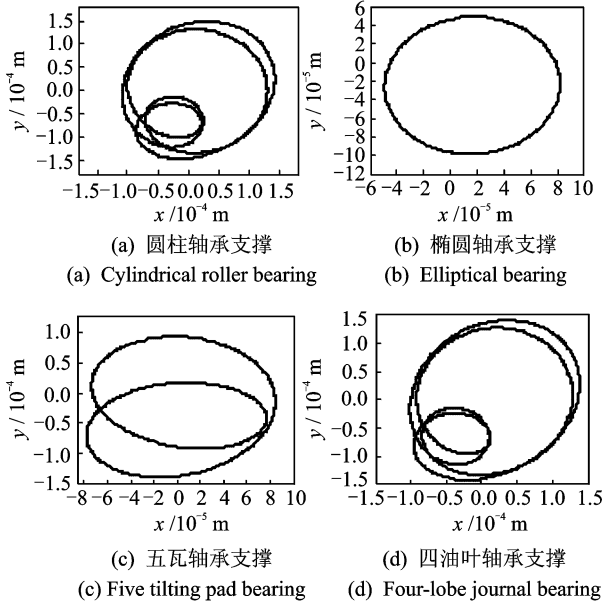 1.5
1.0
0.5
0.0
−0.5
−1.0
−1.5
y / 10⁻⁴ m
−1.5 −1.0 −0.5 0.0 0.5 1.0 1.5
x /10⁻⁴ m
(a) 圆柱轴承支撑
(a) Cylindrical roller bearing
6
4
2
0
−2
−4
−6
−8
−10
−12
y / 10⁻⁵ m
−6 −4 −2 0 2 4 6 8 10
x /10⁻⁵ m
(b) 椭圆轴承支撑
(b) Elliptical bearing
1.0
0.5
0.0
−0.5
−1.0
−1.5
y / 10⁻⁴ m
−8 −6 −4 −2 0 2 4 6 8 10
x /10⁻⁵ m
(c) 五瓦轴承支撑
(c) Five tilting pad bearing
1.5
1.0
0.5
0.0
−0.5
−1.0
−1.5
y / 10⁻⁴ m
−1.5 −1.0 −0.5 0.0 0.5 1.0 1.5
x /10⁻⁴ m
(d) 四油叶轴承支撑
(d) Four-lobe journal bearing